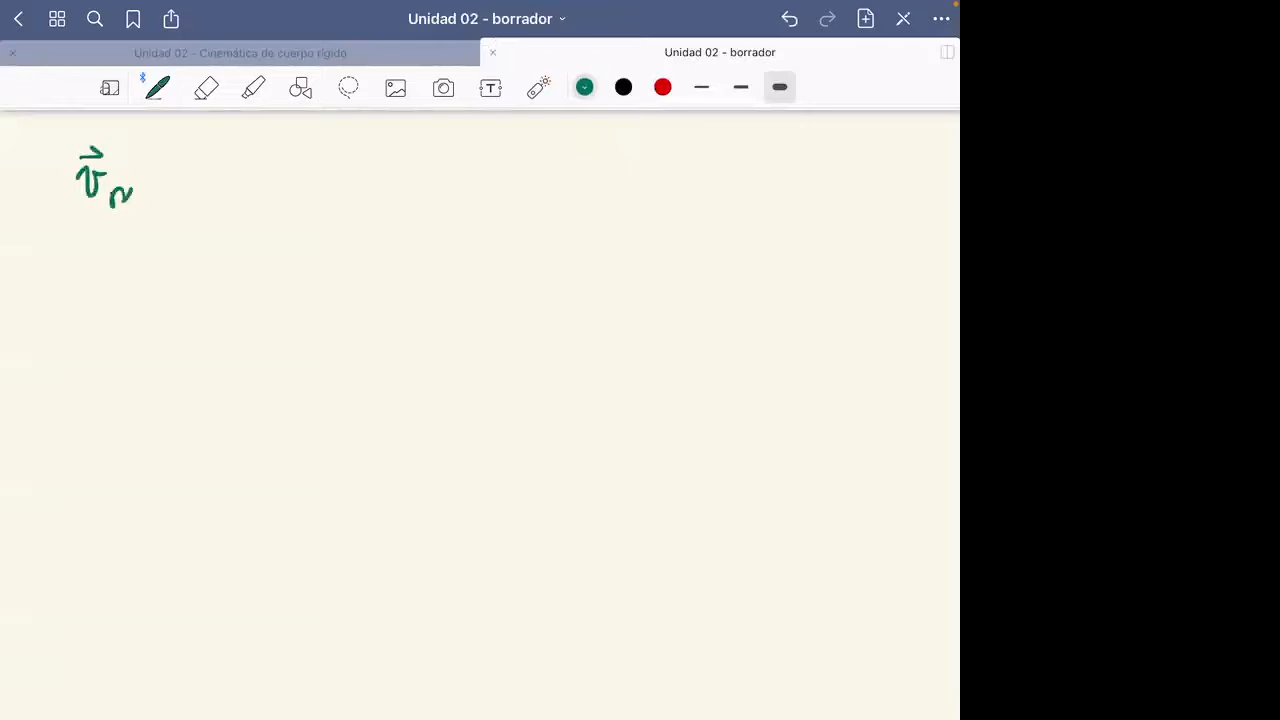 Unidad 02 - borrador
Unidad 02 - Cinemática de cuerpo rígido
Unidad 02 - borrador
T